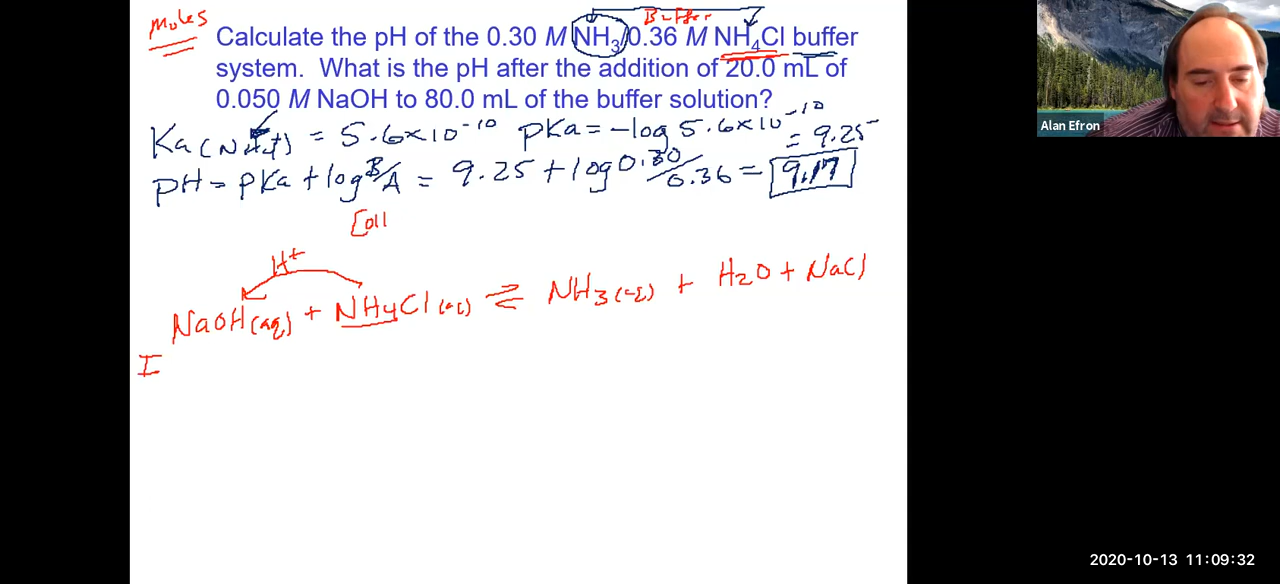 moles
Buffer
Calculate the pH of the 0.30 M NH3/0.36 M NH4Cl buffer
system. What is the pH after the addition of 20.0 mL of
0.050 M NaOH to 80.0 mL of the buffer solution?
Ka(NH4+) = 5.6×10-10 pKa = -log 5.6×10-10 = 9.25
pH = pKa + log B/A = 9.25 + log 0.30/0.36 = 9.17
H+
NaOH(aq) + NH4Cl(aq) ⇌ NH3(aq) + H2O + NaCl
I
Alan Efron
2020-10-13 11:09:32